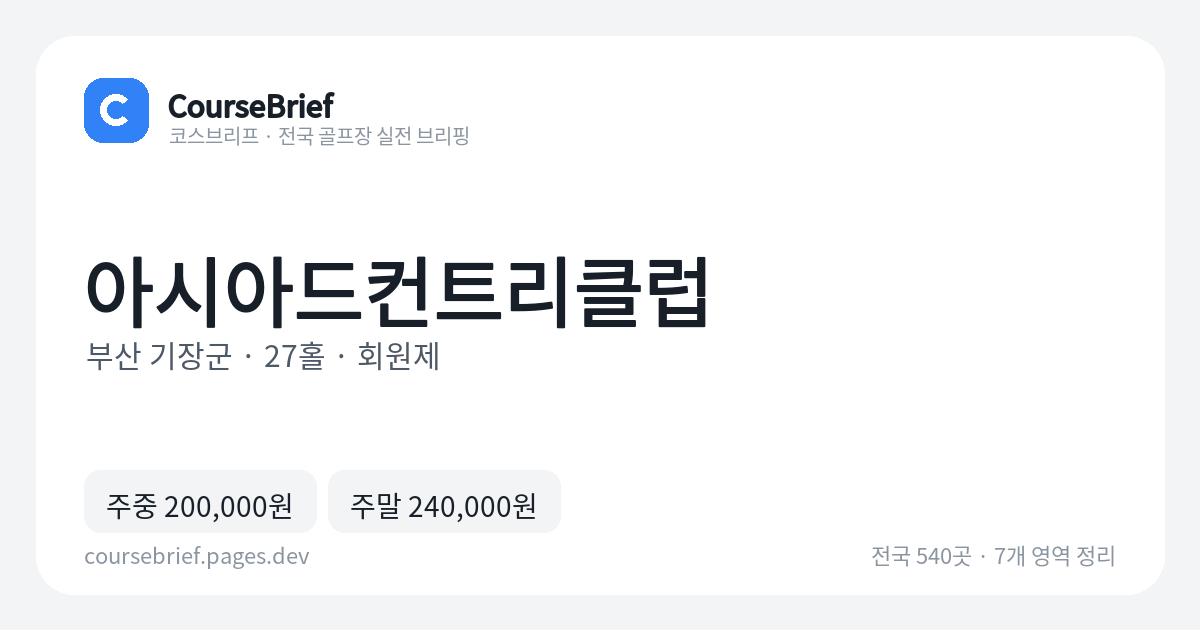 C
CourseBrief
코스브리프 · 전국 골프장 실전 브리핑
아시아드컨트리클럽
부산 기장군 · 27홀 · 회원제
주중 200,000원
주말 240,000원
coursebrief.pages.dev
전국 540곳 · 7개 영역 정리